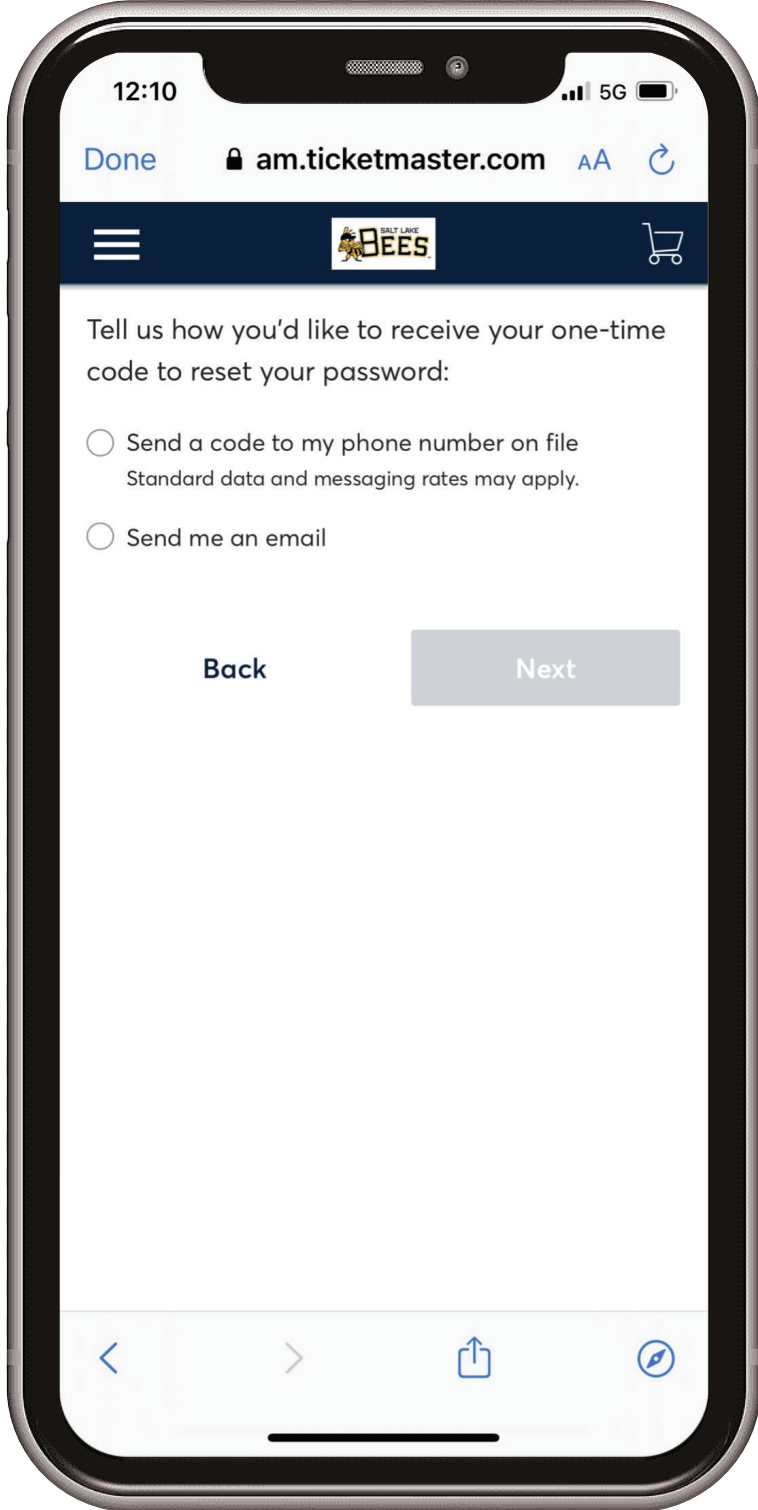 12:10
5G
Done am.ticketmaster.com AA
SALT LAKE
BEES
Tell us how you'd like to receive your one-time
code to reset your password:
Send a code to my phone number on file
Standard data and messaging rates may apply.
Send me an email
Back Next